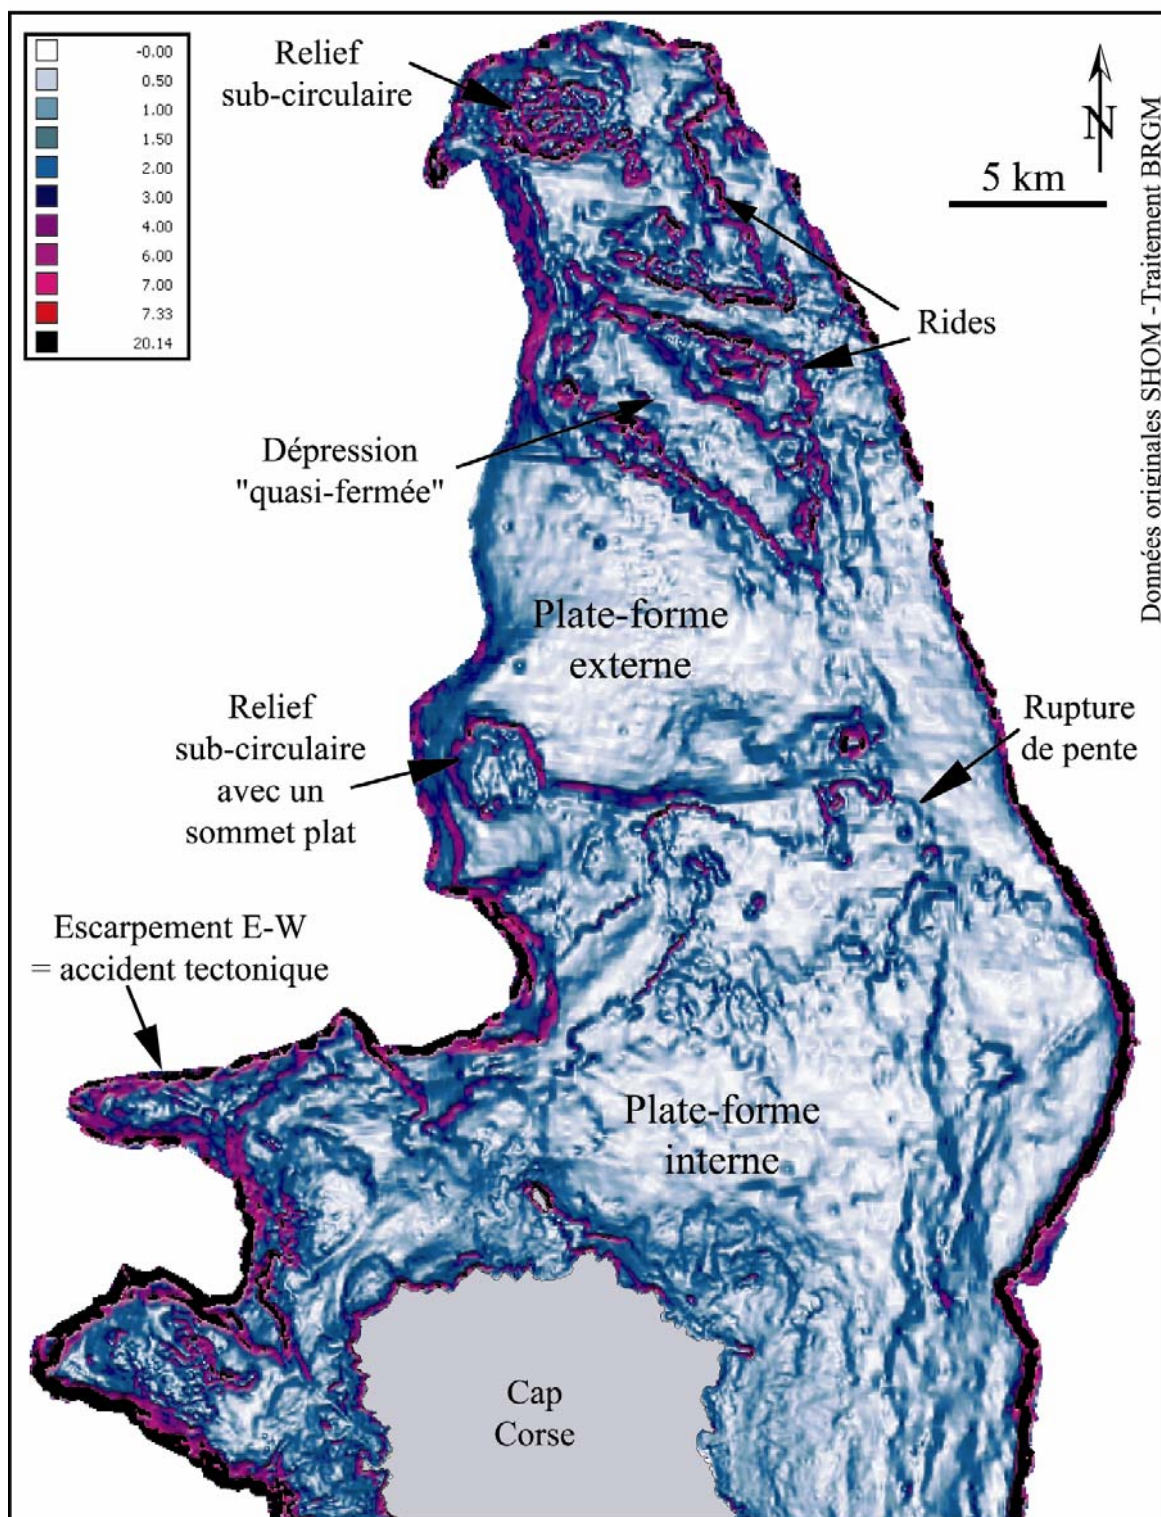 -0.00
0.50
1.00
1.50
2.00
3.00
4.00
6.00
7.00
7.33
20.14
Relief
sub-circulaire
N
5 km
Données originales SHOM -Traitement BRGM
Rides
Dépression
"quasi-fermée"
Plate-forme
externe
Relief
sub-circulaire
avec un
sommet plat
Rupture
de pente
Escarpement E-W
= accident tectonique
Plate-forme
interne
Cap
Corse